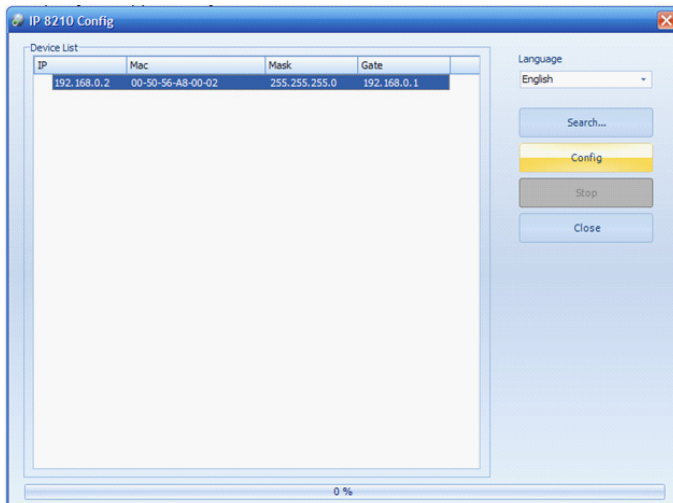 IP 8210 Config
Device List
IP Mac Mask Gate
192.168.0.2 00-50-56-A8-00-02 255.255.255.0 192.168.0.1
Language
English
Search...
Config
Stop
Close
0 %